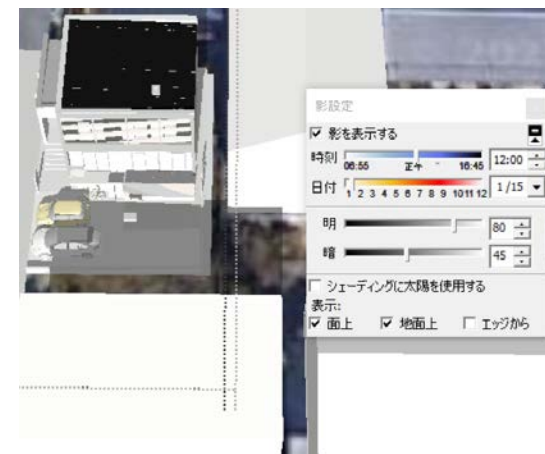 影設定
影を表示する
時刻 06:55 正午 16:45 12:00
日付 1 2 3 4 5 6 7 8 9 10 11 12 1/15
明 80
暗 45
シェーディングに太陽を使用する
表示:
面上 地面上 エッジから